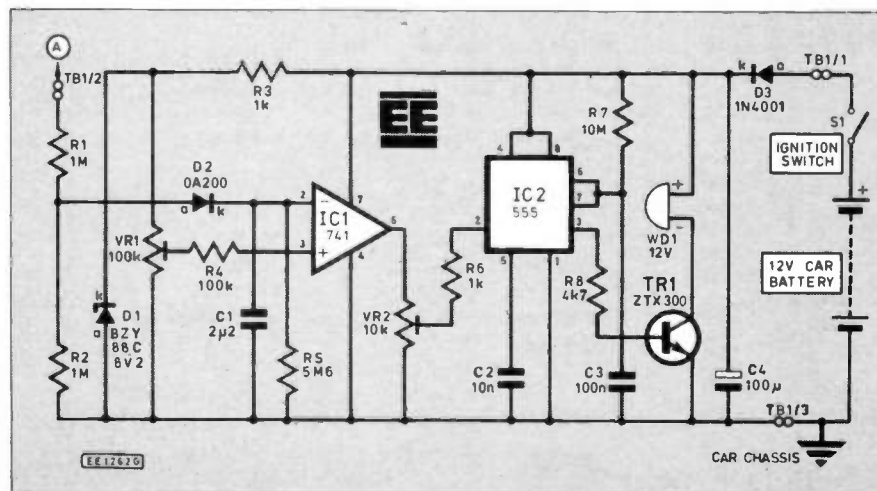 A
TB1/2
R1
1M
R3
1k
D2
OA200
a
k
VR1
100k
R4
100k
k
D1
a
BZY
88C
8V2
R2
1M
C1
2µ2
R5
5M6
2
3
IC1
741
7
6
4
EE
VR2
10k
R6
1k
4
8
IC2
555
2
6
7
3
5
1
C2
10n
R7
10M
R8
4k7
C3
100n
WD1
12V
+
-
TR1
ZTX300
k
a
D3
1N4001
TB1/1
S1
IGNITION
SWITCH
+
12V CAR
BATTERY
C4
100µ
TB1/3
CAR CHASSIS
EE1262G